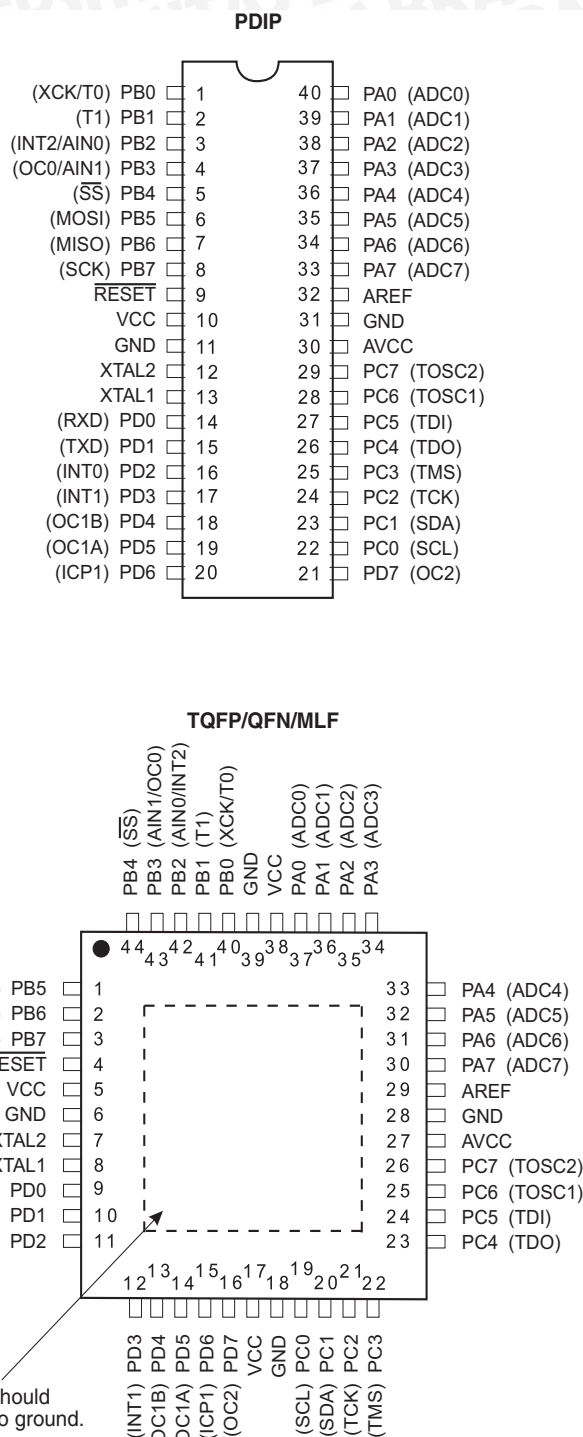 PDIP
(XCK/T0) PB0 1 40 PA0 (ADC0)
(T1) PB1 2 39 PA1 (ADC1)
(INT2/AIN0) PB2 3 38 PA2 (ADC2)
(OC0/AIN1) PB3 4 37 PA3 (ADC3)
(SS) PB4 5 36 PA4 (ADC4)
(MOSI) PB5 6 35 PA5 (ADC5)
(MISO) PB6 7 34 PA6 (ADC6)
(SCK) PB7 8 33 PA7 (ADC7)
RESET 9 32 AREF
VCC 10 31 GND
GND 11 30 AVCC
XTAL2 12 29 PC7 (TOSC2)
XTAL1 13 28 PC6 (TOSC1)
(RXD) PD0 14 27 PC5 (TDI)
(TXD) PD1 15 26 PC4 (TDO)
(INT0) PD2 16 25 PC3 (TMS)
(INT1) PD3 17 24 PC2 (TCK)
(OC1B) PD4 18 23 PC1 (SDA)
(OC1A) PD5 19 22 PC0 (SCL)
(ICP1) PD6 20 21 PD7 (OC2)
TQFP/QFN/MLF
PB4 (SS)
PB3 (AIN1/OC0)
PB2 (AIN0/INT2)
PB1 (T1)
PB0 (XCK/T0)
GND
VCC
PA0 (ADC0)
PA1 (ADC1)
PA2 (ADC2)
PA3 (ADC3)
44 43 42 41 40 39 38 37 36 35 34
PB5 1 33 PA4 (ADC4)
PB6 2 32 PA5 (ADC5)
PB7 3 31 PA6 (ADC6)
ESET 4 30 PA7 (ADC7)
VCC 5 29 AREF
GND 6 28 GND
TAL2 7 27 AVCC
TAL1 8 26 PC7 (TOSC2)
PD0 9 25 PC6 (TOSC1)
PD1 10 24 PC5 (TDI)
PD2 11 23 PC4 (TDO)
12 13 14 15 16 17 18 19 20 21 22
(INT1) PD3
OC1B) PD4
OC1A) PD5
(ICP1) PD6
(OC2) PD7
VCC
GND
(SCL) PC0
(SDA) PC1
(TCK) PC2
(TMS) PC3
hould
o ground.